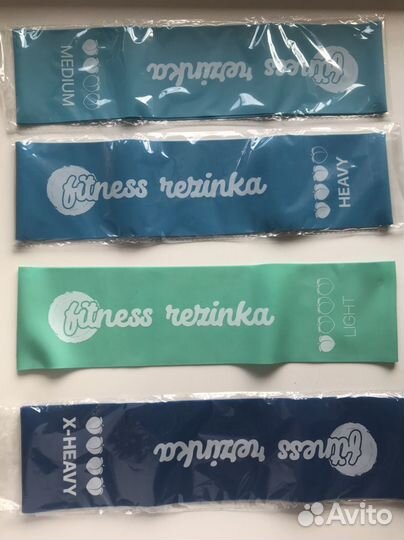 MEDIUM
fitness rezinka
fitness rezinka
HEAVY
fitness rezinka
LIGHT
X-HEAVY
fitness rezinka
Avito